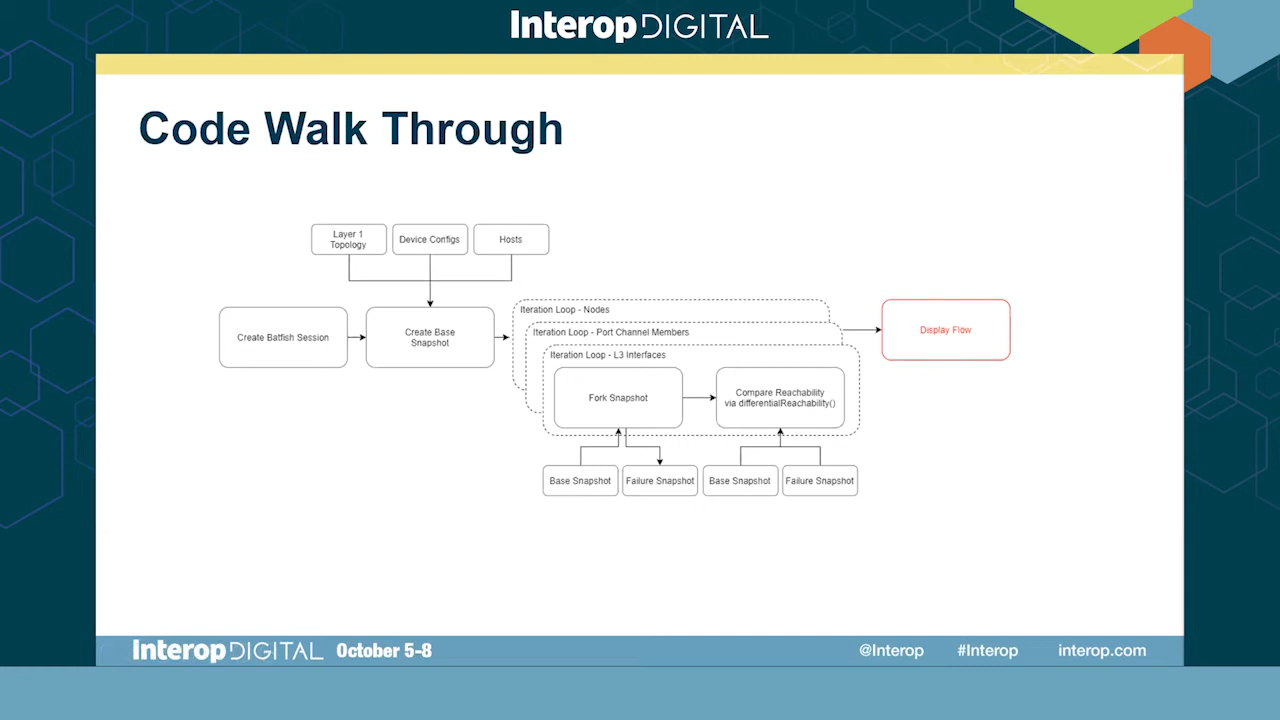 Interop DIGITAL
Code Walk Through
Layer 1
Topology
Device Configs
Hosts
Create Batfish Session
Create Base
Snapshot
Iteration Loop - Nodes
Iteration Loop - Port Channel Members
Iteration Loop - L3 Interfaces
Fork Snapshot
Compare Reachability
via differentialReachability()
Display Flow
Base Snapshot
Failure Snapshot
Base Snapshot
Failure Snapshot
Interop DIGITAL October 5-8
@Interop #Interop interop.com